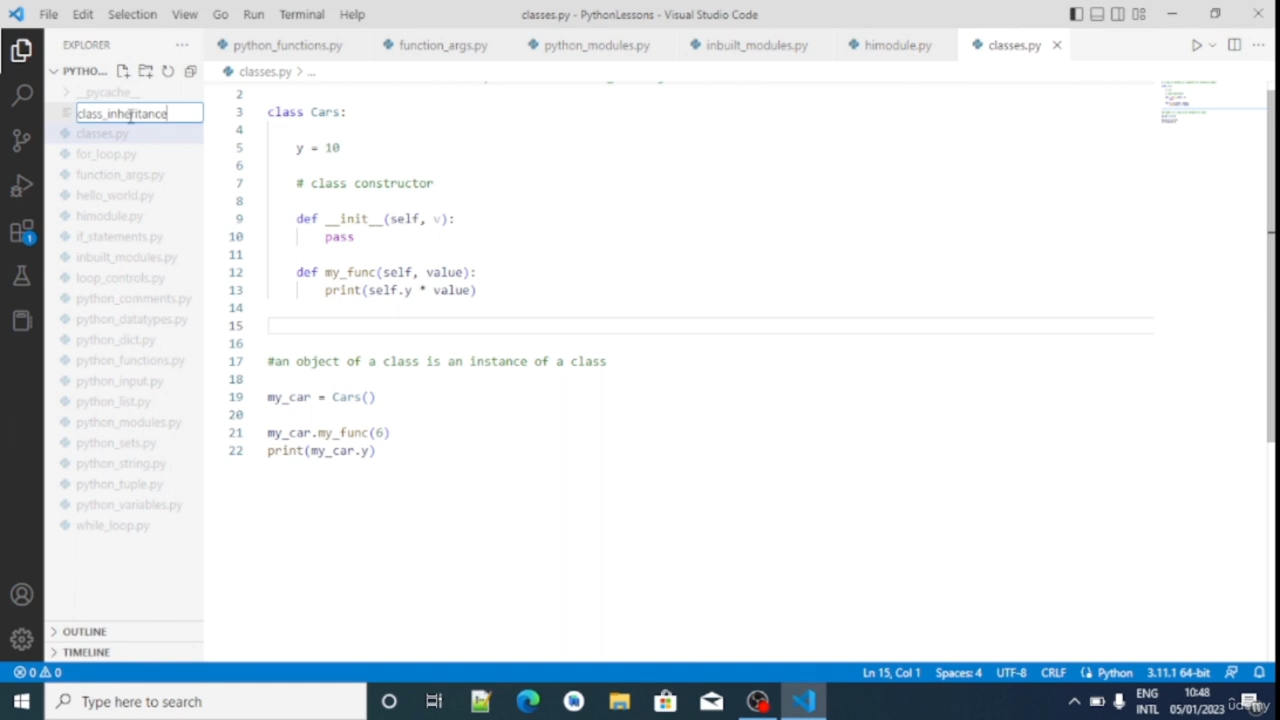 File Edit Selection View Go Run Terminal Help
classes.py - PythonLessons - Visual Studio Code
EXPLORER
python_functions.py function_args.py python_modules.py inbuilt_modules.py himodule.py classes.py
PYTHO...
classes.py > ...
__pycache__
class_inheritance
classes.py
for_loop.py
function_args.py
hello_world.py
himodule.py
if_statements.py
inbuilt_modules.py
loop_controls.py
python_comments.py
python_datatypes.py
python_dict.py
python_functions.py
python_input.py
python_list.py
python_modules.py
python_sets.py
python_string.py
python_tuple.py
python_variables.py
while_loop.py
OUTLINE
TIMELINE
2
3 class Cars:
4
5 y = 10
6
7 # class constructor
8
9 def __init__(self, v):
10 pass
11
12 def my_func(self, value):
13 print(self.y * value)
14
15
16
17 #an object of a class is an instance of a class
18
19 my_car = Cars()
20
21 my_car.my_func(6)
22 print(my_car.y)
1
0 0
Ln 15, Col 1 Spaces: 4 UTF-8 CRLF Python 3.11.1 64-bit
Type here to search
ENG
INTL
10:48
05/01/2023
udemy